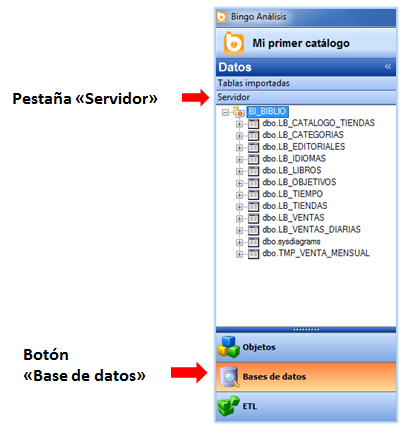 Bingo Análisis
Mi primer catálogo
Datos
Tablas importadas
Pestaña «Servidor»
Servidor
BI_BIBLIO
dbo.LB_CATALOGO_TIENDAS
dbo.LB_CATEGORIAS
dbo.LB_EDITORIALES
dbo.LB_IDIOMAS
dbo.LB_LIBROS
dbo.LB_OBJETIVOS
dbo.LB_TIEMPO
dbo.LB_TIENDAS
dbo.LB_VENTAS
dbo.LB_VENTAS_DIARIAS
dbo.sysdiagrams
dbo.TMP_VENTA_MENSUAL
Objetos
Botón
«Base de datos»
Bases de datos
ETL